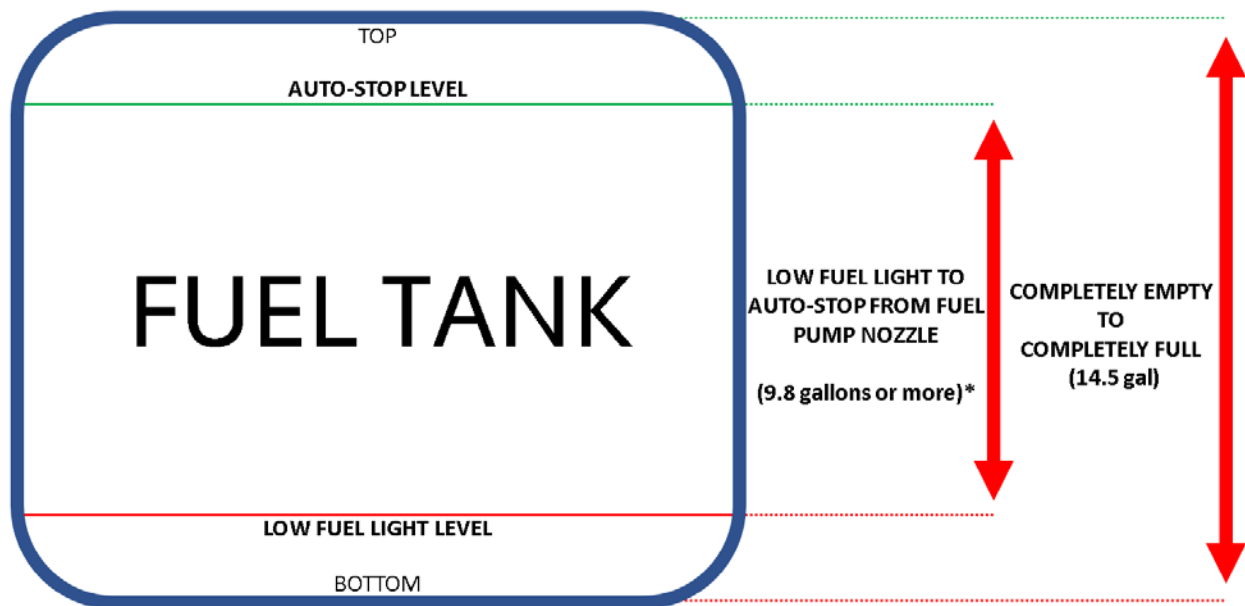 TOP
AUTO-STOP LEVEL
FUEL TANK
LOW FUEL LIGHT TO
AUTO-STOP FROM FUEL
PUMP NOZZLE
(9.8 gallons or more)*
COMPLETELY EMPTY
TO
COMPLETELY FULL
(14.5 gal)
LOW FUEL LIGHT LEVEL
BOTTOM